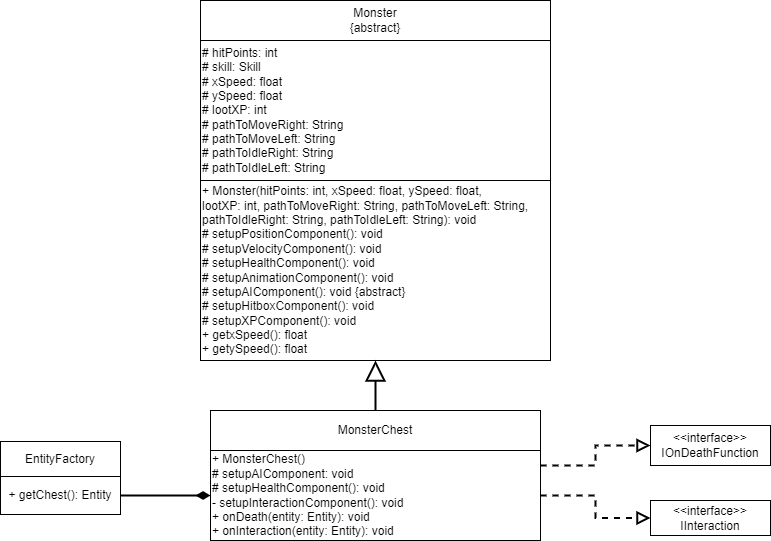 Monster
{abstract}
# hitPoints: int
# skill: Skill
# xSpeed: float
# ySpeed: float
# lootXP: int
# pathToMoveRight: String
# pathToMoveLeft: String
# pathToIdleRight: String
# pathToIdleLeft: String
+ Monster(hitPoints: int, xSpeed: float, ySpeed: float,
lootXP: int, pathToMoveRight: String, pathToMoveLeft: String,
pathToIdleRight: String, pathToIdleLeft: String): void
# setupPositionComponent(): void
# setupVelocityComponent(): void
# setupHealthComponent(): void
# setupAnimationComponent(): void
# setupAIComponent(): void {abstract}
# setupHitboxComponent(): void
# setupXPComponent(): void
+ getxSpeed(): float
+ getySpeed(): float
MonsterChest
+ MonsterChest()
# setupAIComponent: void
# setupHealthComponent(): void
- setupInteractionComponent(): void
+ onDeath(entity: Entity): void
+ onInteraction(entity: Entity): void
EntityFactory
+ getChest(): Entity
<<interface>>
IOnDeathFunction
<<interface>>
IInteraction